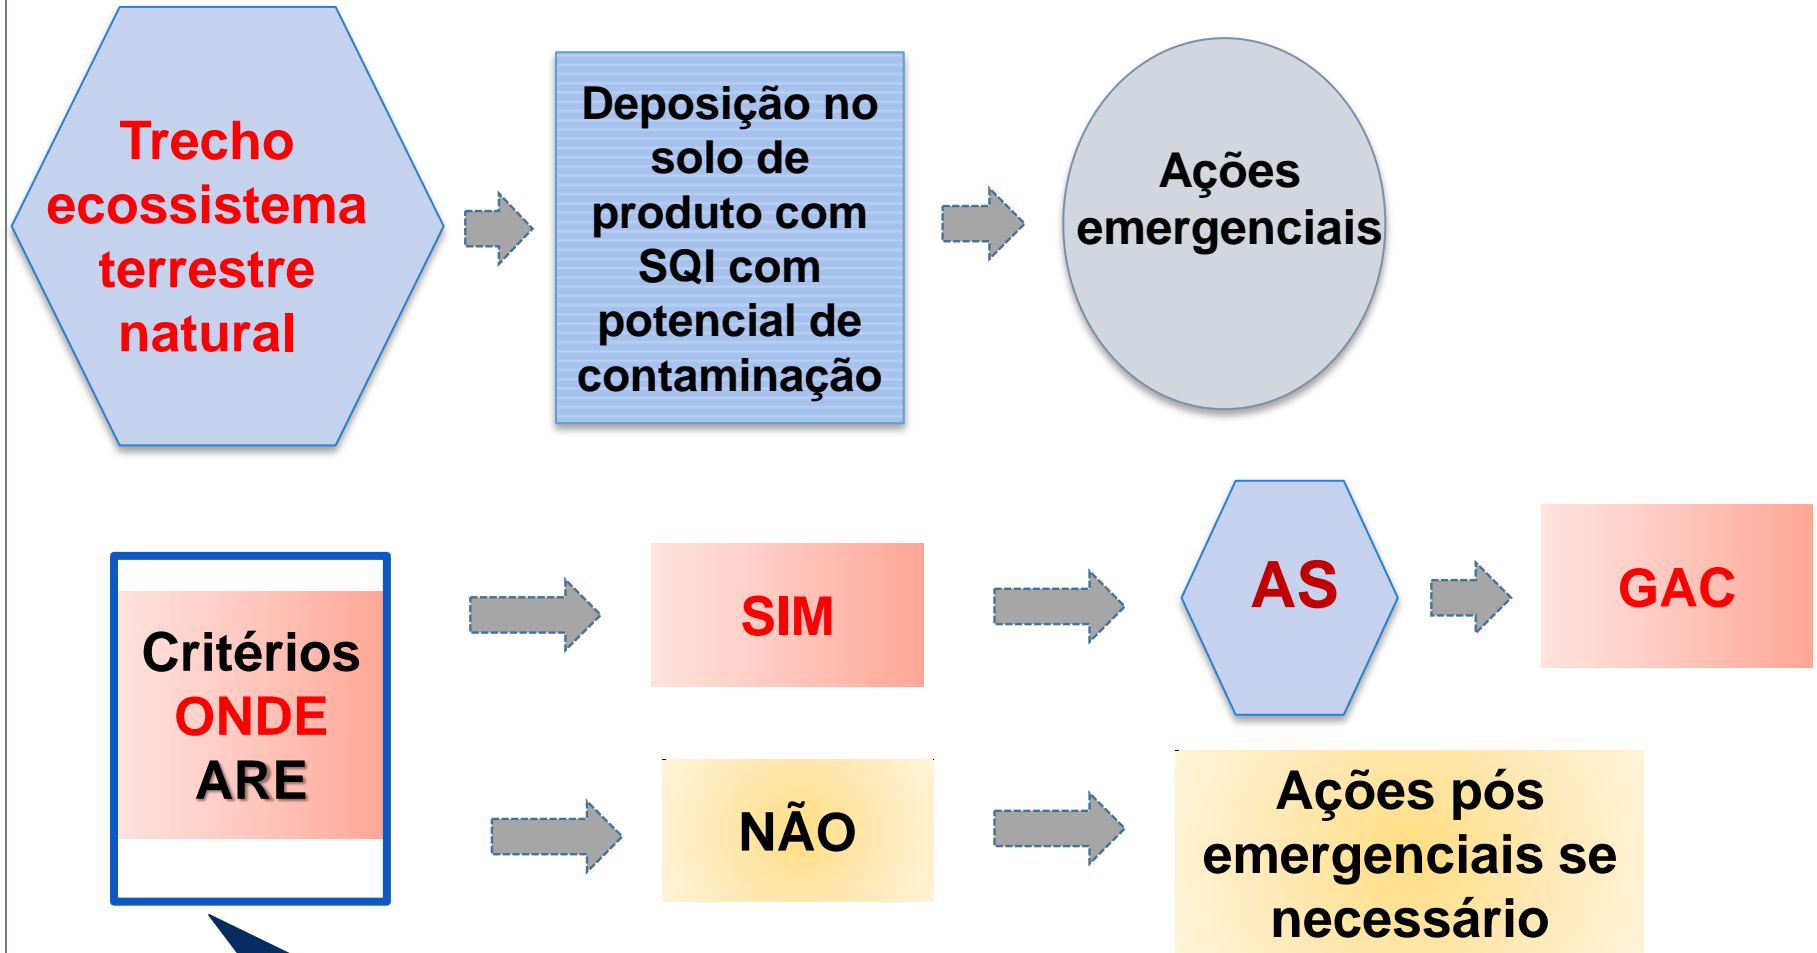 Trecho
ecossistema
terrestre
natural
Deposição no
solo de
produto com
SQI com
potencial de
contaminação
Ações
emergenciais
Critérios
ONDE
ARE
SIM
AS
GAC
NÃO
Ações pós
emergenciais se
necessário